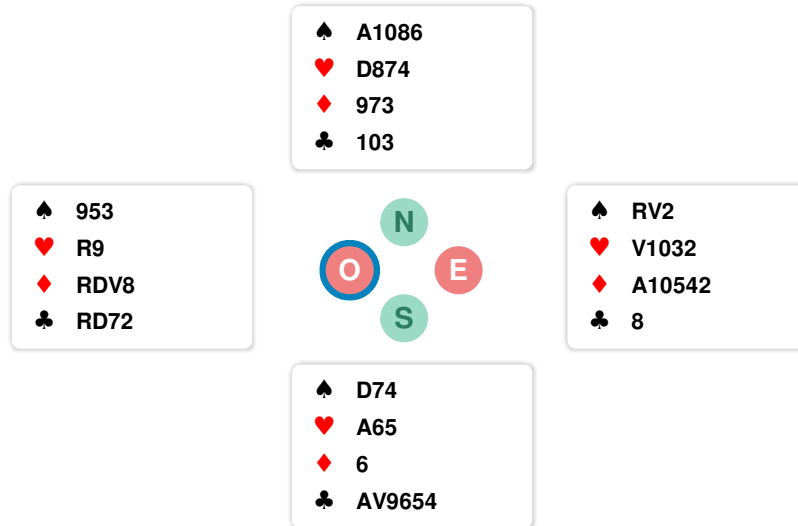 ♠ A1086
♥ D874
♦ 973
♣ 103
♠ 953
♥ R9
♦ RDV8
♣ RD72
N
O E
S
♠ RV2
♥ V1032
♦ A10542
♣ 8
♠ D74
♥ A65
♦ 6
♣ AV9654